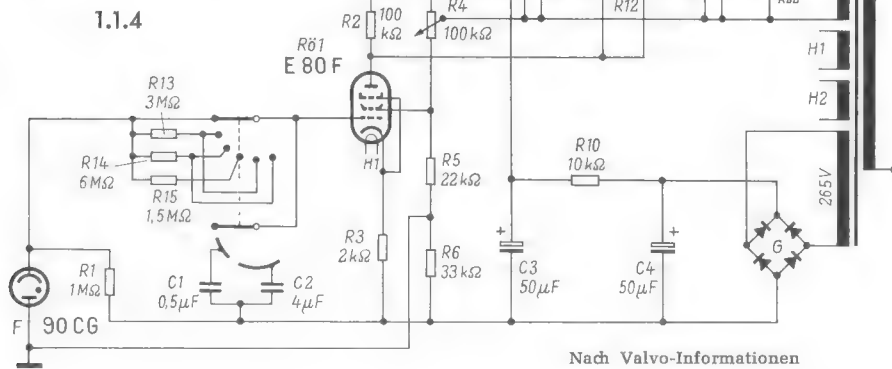 1.1.4
R2 100 kΩ
R4 100kΩ
R12
Rö1
E 80 F
H1
H1
H2
265V
R13
3MΩ
R14
6MΩ
R15
1,5MΩ
R5
22kΩ
R10
10kΩ
R1
1MΩ
C1
0,5µF
C2
4µF
R3
2kΩ
R6
33kΩ
+
C3
50µF
+
C4
50µF
G
F 90 CG
Nach Valvo-Informationen